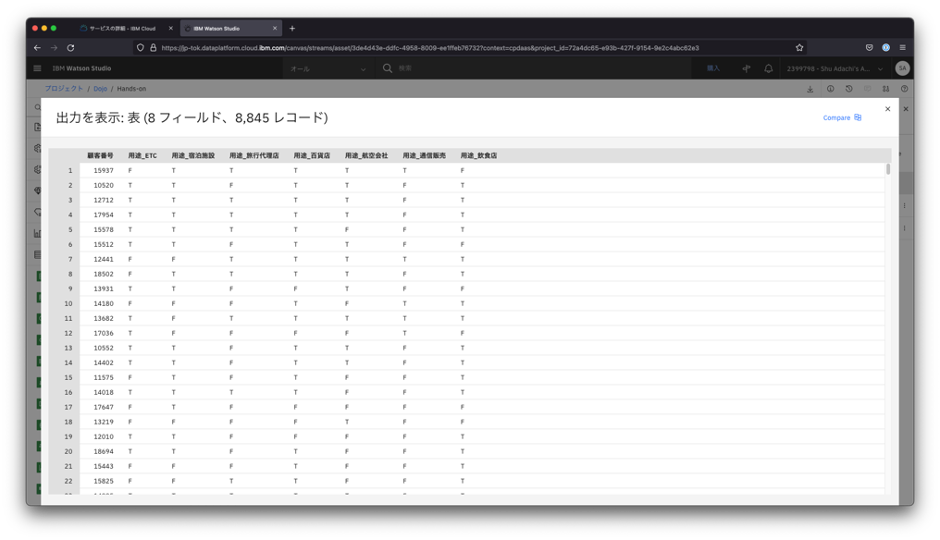 サービスの詳細 - IBM Cloud × IBM Watson Studio × +
https://jp-tok.dataplatform.cloud.ibm.com/canvas/streams/asset/3de4d43e-ddfc-4958-8009-ee1ffeb76732?context=cpdaas&project_id=72a4dc65-e93b-427f-9154-9e2c4abc62e3
IBM Watson Studio オール 検索 購入 2399798 - Shu Adachi's A... SA
プロジェクト / Dojo / Hands-on
出力を表示: 表 (8 フィールド、8,845 レコード)
Compare
顧客番号 用途_ETC 用途_宿泊施設 用途_旅行代理店 用途_百貨店 用途_航空会社 用途_通信販売 用途_飲食店
1 15937 F T T T T T F
2 10520 T T F T T F T
3 12712 T T T T T F T
4 17954 T T T T T F T
5 15578 T T T T F F T
6 15512 T T F T T F F
7 12441 F F T T T T T
8 18502 F T T T T F T
9 13931 T T F F T F F
10 14180 F F F T F T T
11 13682 T F T T T T T
12 17036 T F F F F T F
13 10552 T T F T T F T
14 14402 T T F T T F T
15 11575 F T F T F F T
16 14018 T T T T F F T
17 17647 F T F F F F F
18 13219 F F F F T F T
19 12010 T T F F F F T
20 18694 T T F T F F T
21 15443 F F F T F F T
22 15825 F F T T F F T